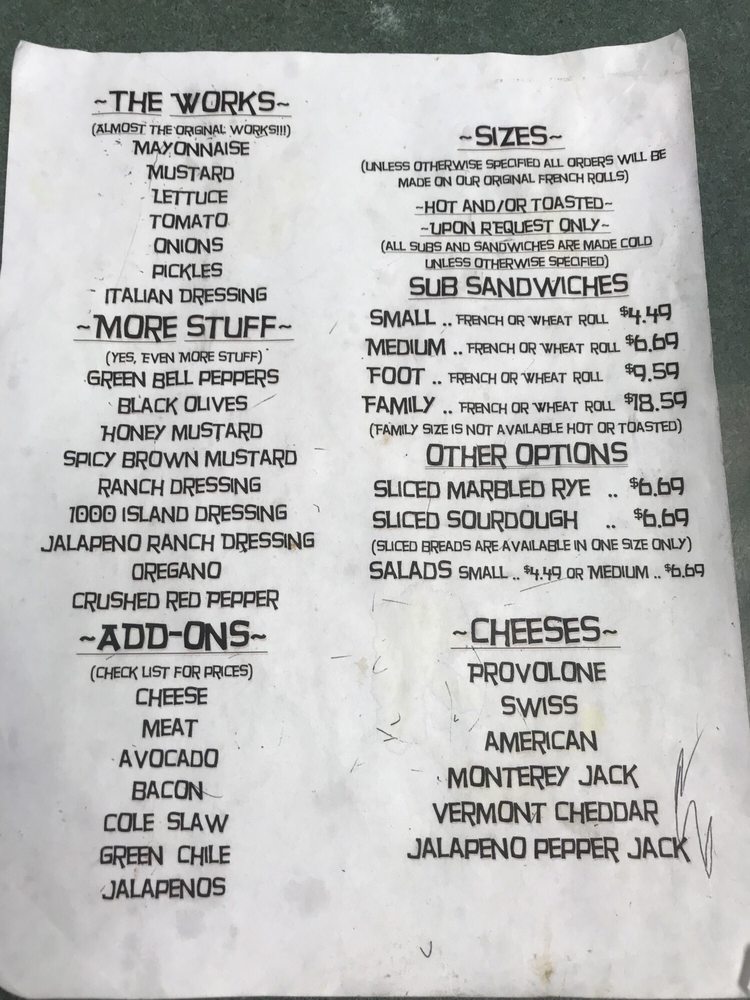 ~THE WORKS~
(ALMOST THE ORIGINAL WORKS!!!)
MAYONNAISE
MUSTARD
LETTUCE
TOMATO
ONIONS
PICKLES
ITALIAN DRESSING
~MORE STUFF~
(YES, EVEN MORE STUFF)
GREEN BELL PEPPERS
BLACK OLIVES
HONEY MUSTARD
SPICY BROWN MUSTARD
RANCH DRESSING
1000 ISLAND DRESSING
JALAPENO RANCH DRESSING
OREGANO
CRUSHED RED PEPPER
~ADD-ONS~
(CHECK LIST FOR PRICES)
CHEESE
MEAT
AVOCADO
BACON
COLE SLAW
GREEN CHILE
JALAPENOS
~SIZES~
(UNLESS OTHERWISE SPECIFIED ALL ORDERS WILL BE
MADE ON OUR ORIGINAL FRENCH ROLLS)
~HOT AND/OR TOASTED~
~UPON REQUEST ONLY~
(ALL SUBS AND SANDWICHES ARE MADE COLD
UNLESS OTHERWISE SPECIFIED)
SUB SANDWICHES
SMALL .. FRENCH OR WHEAT ROLL $4.49
MEDIUM .. FRENCH OR WHEAT ROLL $6.69
FOOT .. FRENCH OR WHEAT ROLL $9.59
FAMILY .. FRENCH OR WHEAT ROLL $18.59
(FAMILY SIZE IS NOT AVAILABLE HOT OR TOASTED)
OTHER OPTIONS
SLICED MARBLED RYE .. $6.69
SLICED SOURDOUGH .. $6.69
(SLICED BREADS ARE AVAILABLE IN ONE SIZE ONLY)
SALADS SMALL .. $4.49 OR MEDIUM .. $6.69
~CHEESES~
PROVOLONE
SWISS
AMERICAN
MONTEREY JACK
VERMONT CHEDDAR
JALAPENO PEPPER JACK